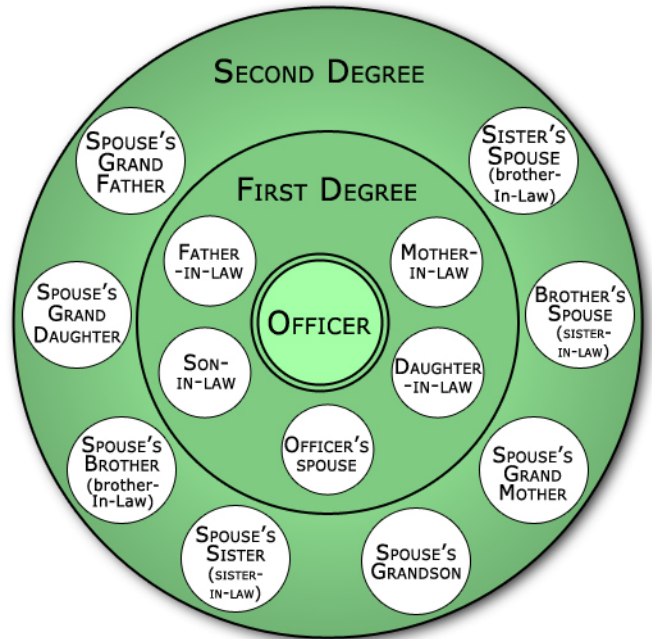 SECOND DEGREE
SPOUSE'S
GRAND
FATHER
SISTER'S
SPOUSE
(brother-
In-Law)
FIRST DEGREE
FATHER
-IN-LAW
MOTHER-
IN-LAW
OFFICER
SPOUSE'S
GRAND
DAUGHTER
BROTHER'S
SPOUSE
(SISTER-
IN-LAW)
SON-
IN-LAW
DAUGHTER
-IN-LAW
OFFICER'S
SPOUSE
SPOUSE'S
BROTHER
(brother-
In-Law)
SPOUSE'S
GRAND
MOTHER
SPOUSE'S
SISTER
(SISTER-
IN-LAW)
SPOUSE'S
GRANDSON